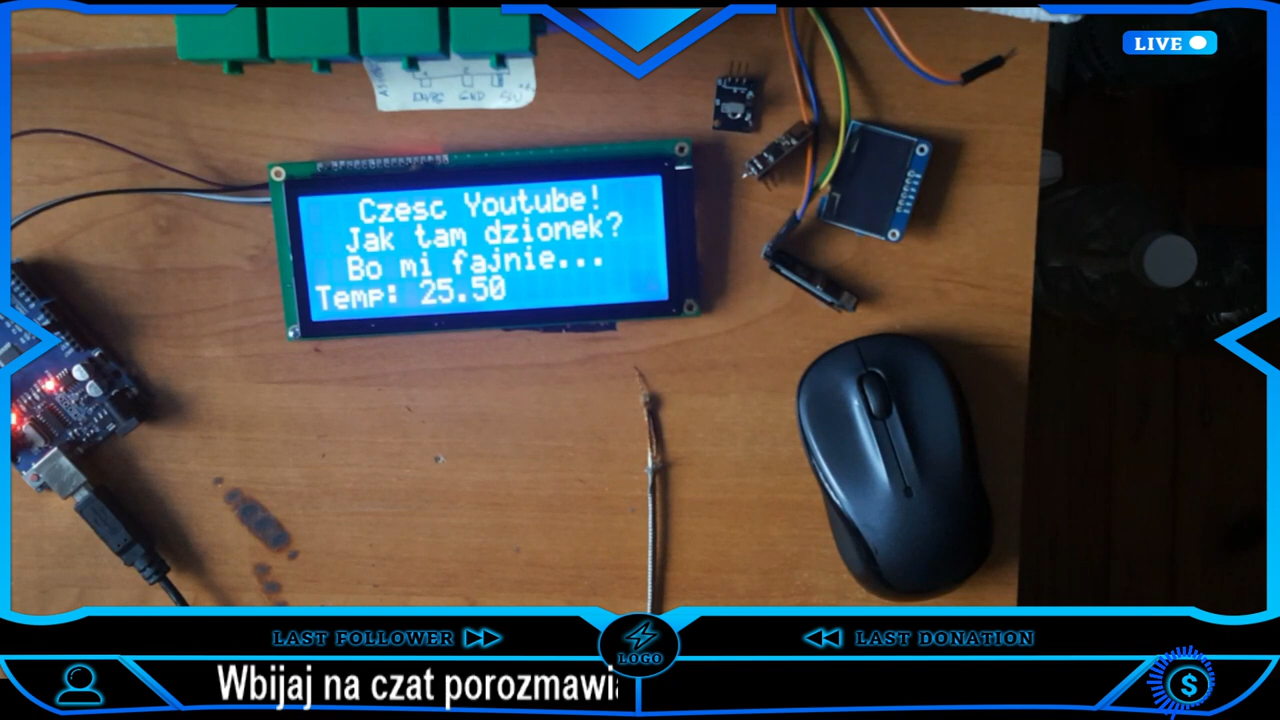 LIVE
GND
Czesc Youtube!
Jak tam dzionek?
Bo mi fajnie...
Temp: 25.50
LAST FOLLOWER
LOGO
LAST DONATION
Wbijaj na czat porozmawi
$